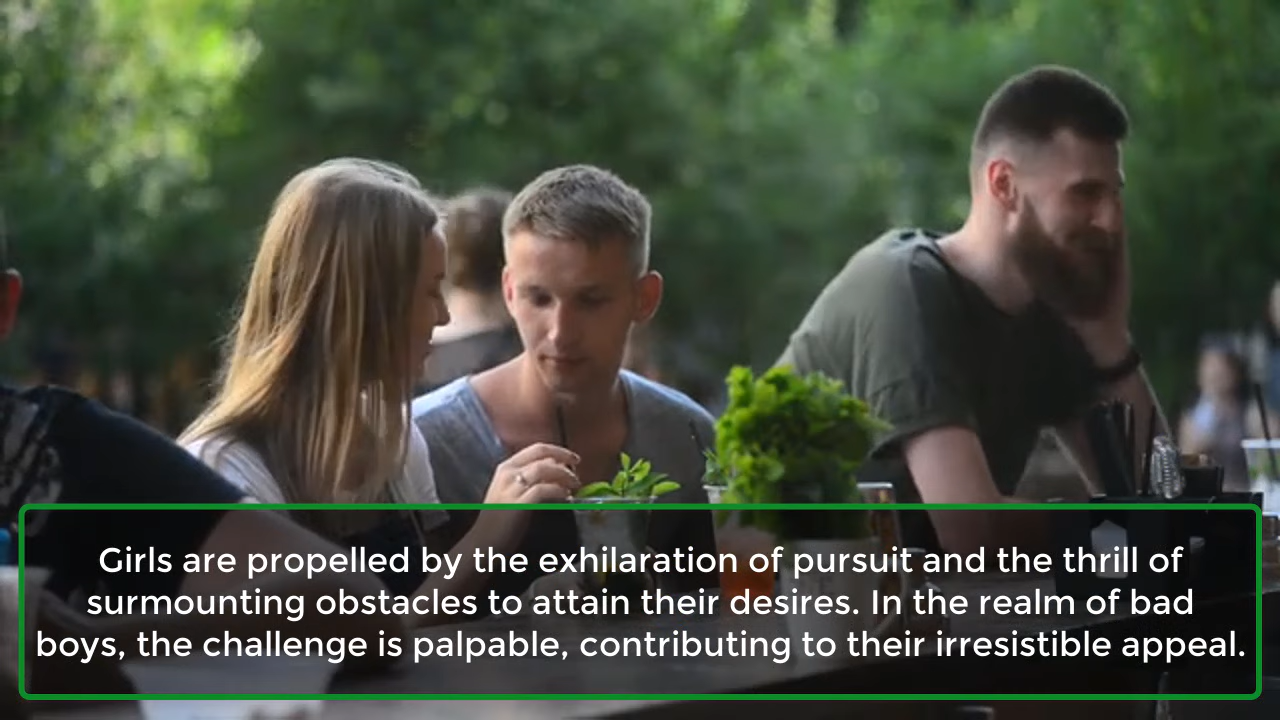 Girls are propelled by the exhilaration of pursuit and the thrill of
surmounting obstacles to attain their desires. In the realm of bad
boys, the challenge is palpable, contributing to their irresistible appeal.